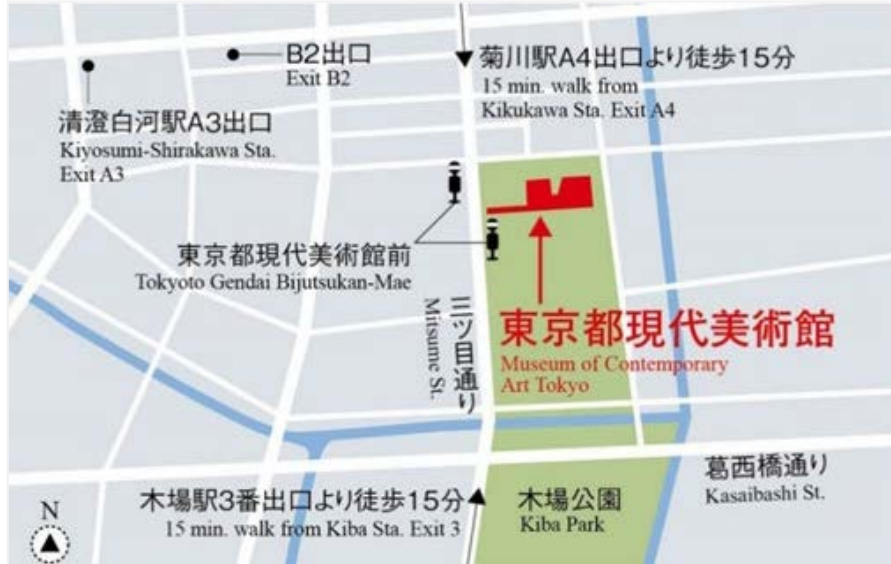 B2出口
Exit B2
菊川駅A4出口より徒歩15分
15 min. walk from
Kikukawa Sta. Exit A4
清澄白河駅A3出口
Kiyosumi-Shirakawa Sta.
Exit A3
東京都現代美術館前
Tokyoto Gendai Bijutsukan-Mae
三ツ目通り
Mitsume St.
東京都現代美術館
Museum of Contemporary
Art Tokyo
葛西橋通り
Kasaibashi St.
木場駅3番出口より徒歩15分
15 min. walk from Kiba Sta. Exit 3
木場公園
Kiba Park
N